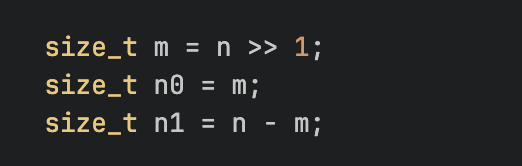 size_t m = n >> 1;
size_t n0 = m;
size_t n1 = n - m;